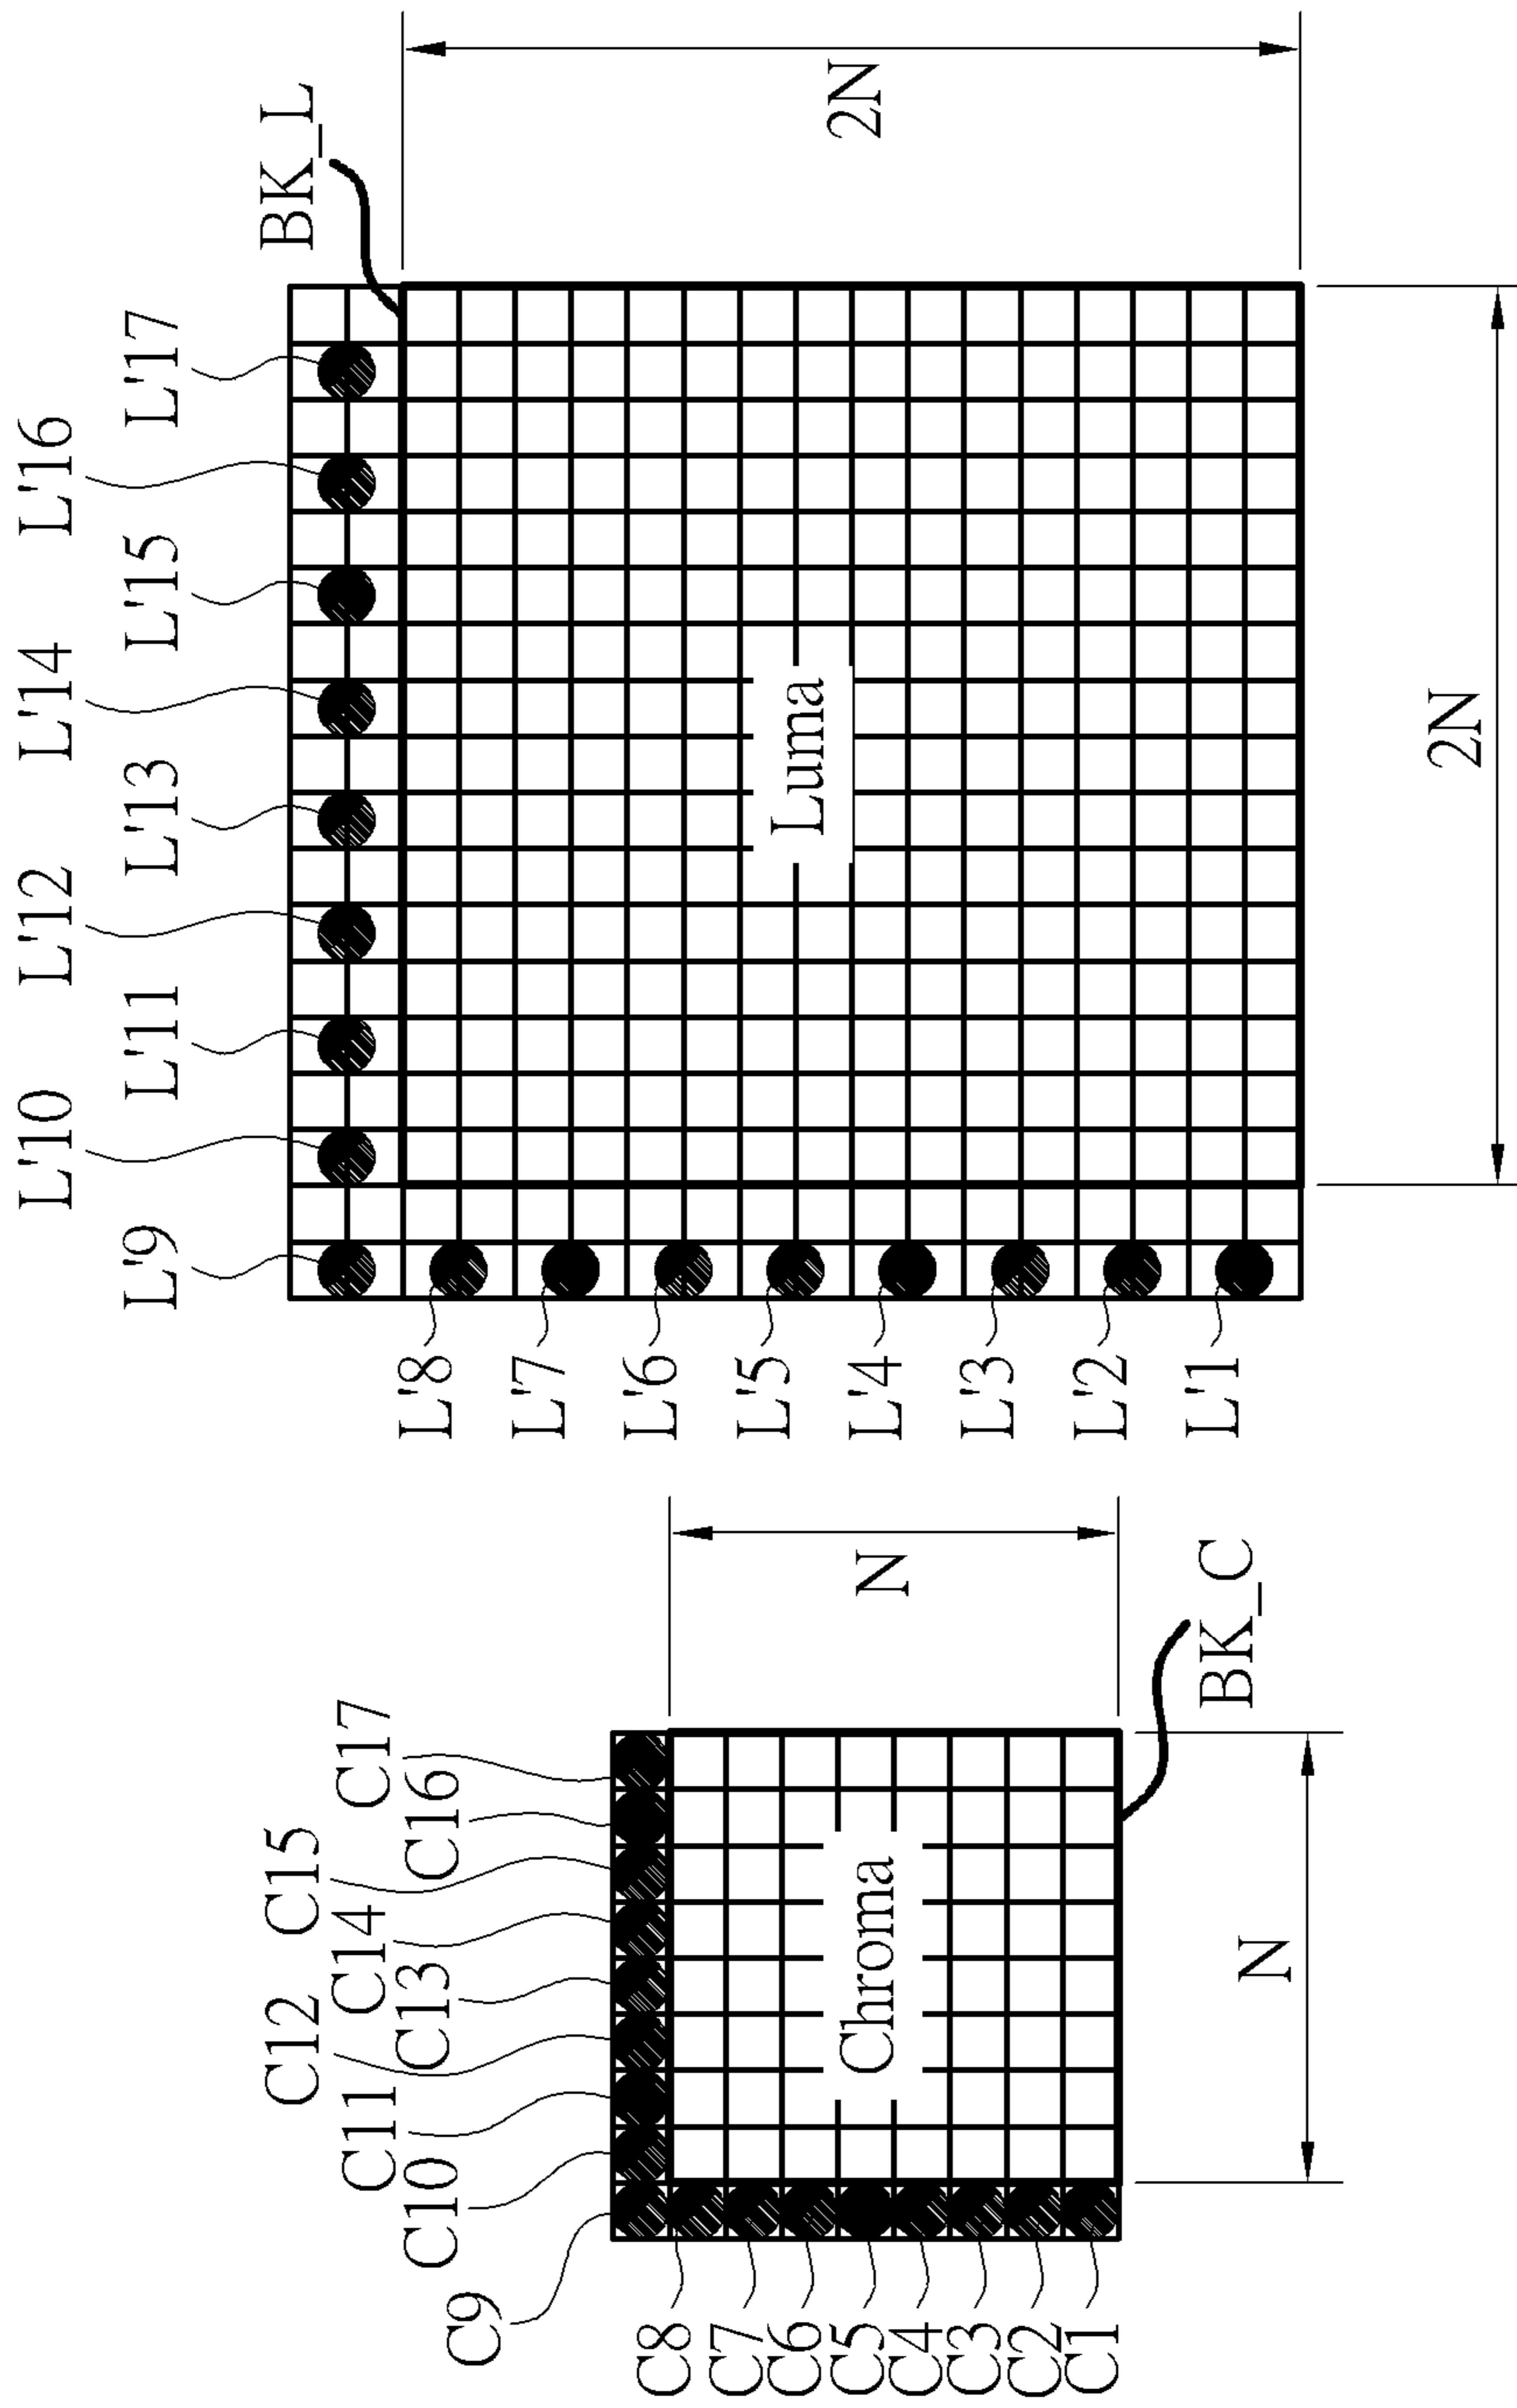 C9
C10
C11
C12
C13
C14
C15
C16
C17
C8
C7
C6
C5
C4
C3
C2
C1
Chroma
N
N
BK_C
L'9
L'10
L'11
L'12
L'13
L'14
L'15
L'16
L'17
BK_L
L'8
L'7
L'6
L'5
L'4
L'3
L'2
L'1
Luma
2N
2N